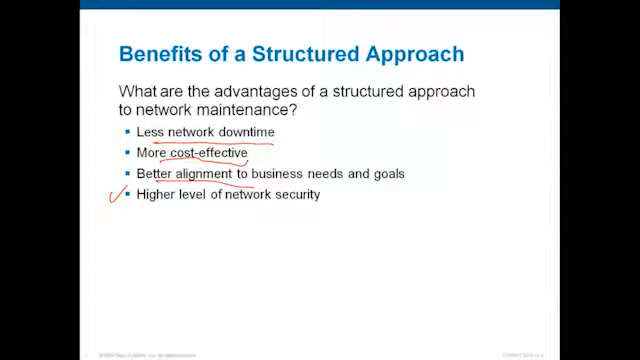 Benefits of a Structured Approach
What are the advantages of a structured approach
to network maintenance?
Less network downtime
More cost-effective
Better alignment to business needs and goals
Higher level of network security